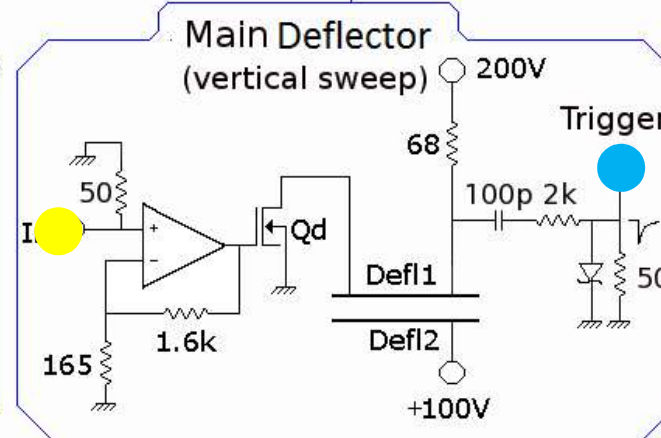 Main Deflector
(vertical sweep)
200V
Trigger
68
50
100p 2k
+
Qd
−
Defl1
50
1.6k
Defl2
165
+100V